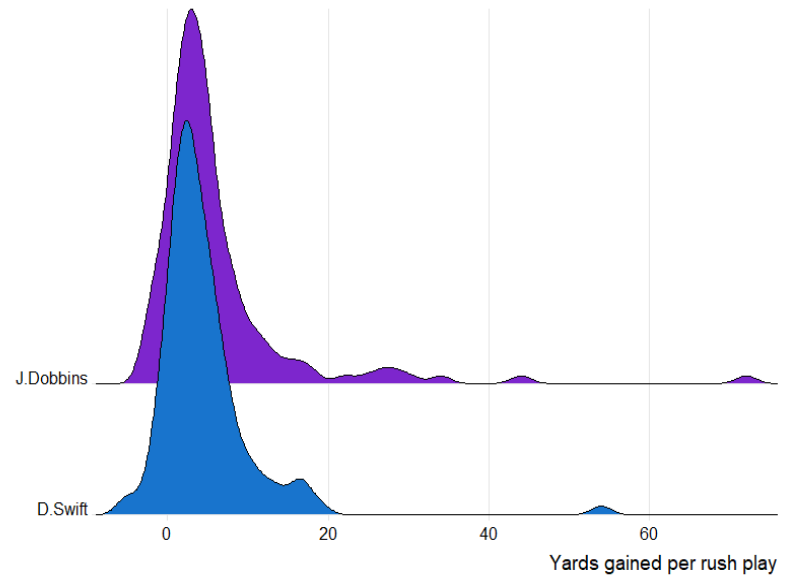 J.Dobbins
D.Swift
0 20 40 60
Yards gained per rush play